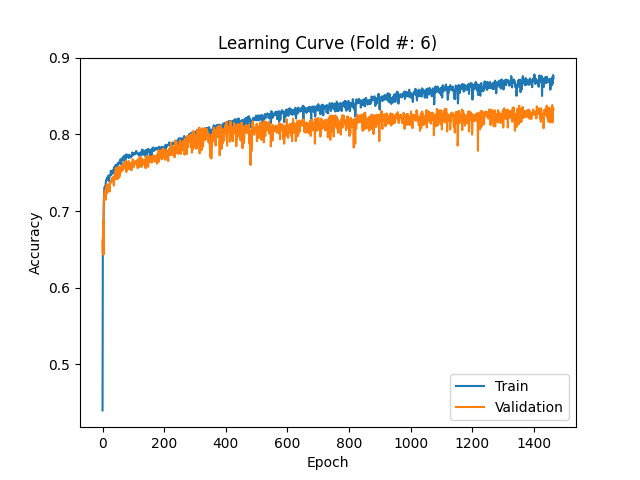 Learning Curve (Fold #: 6)
0.9
0.8
0.7
0.6
0.5
Accuracy
0 200 400 600 800 1000 1200 1400
Epoch
Train
Validation